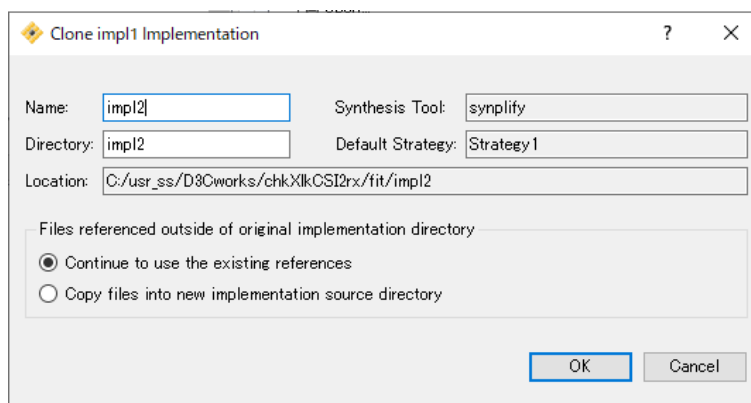 Clone impl1 Implementation
?
Name: impl2 Synthesis Tool: synplify
Directory: impl2 Default Strategy: Strategy1
Location: C:/usr_ss/D3Cworks/chkXlkCSI2rx/fit/impl2
Files referenced outside of original implementation directory
Continue to use the existing references
Copy files into new implementation source directory
OK Cancel